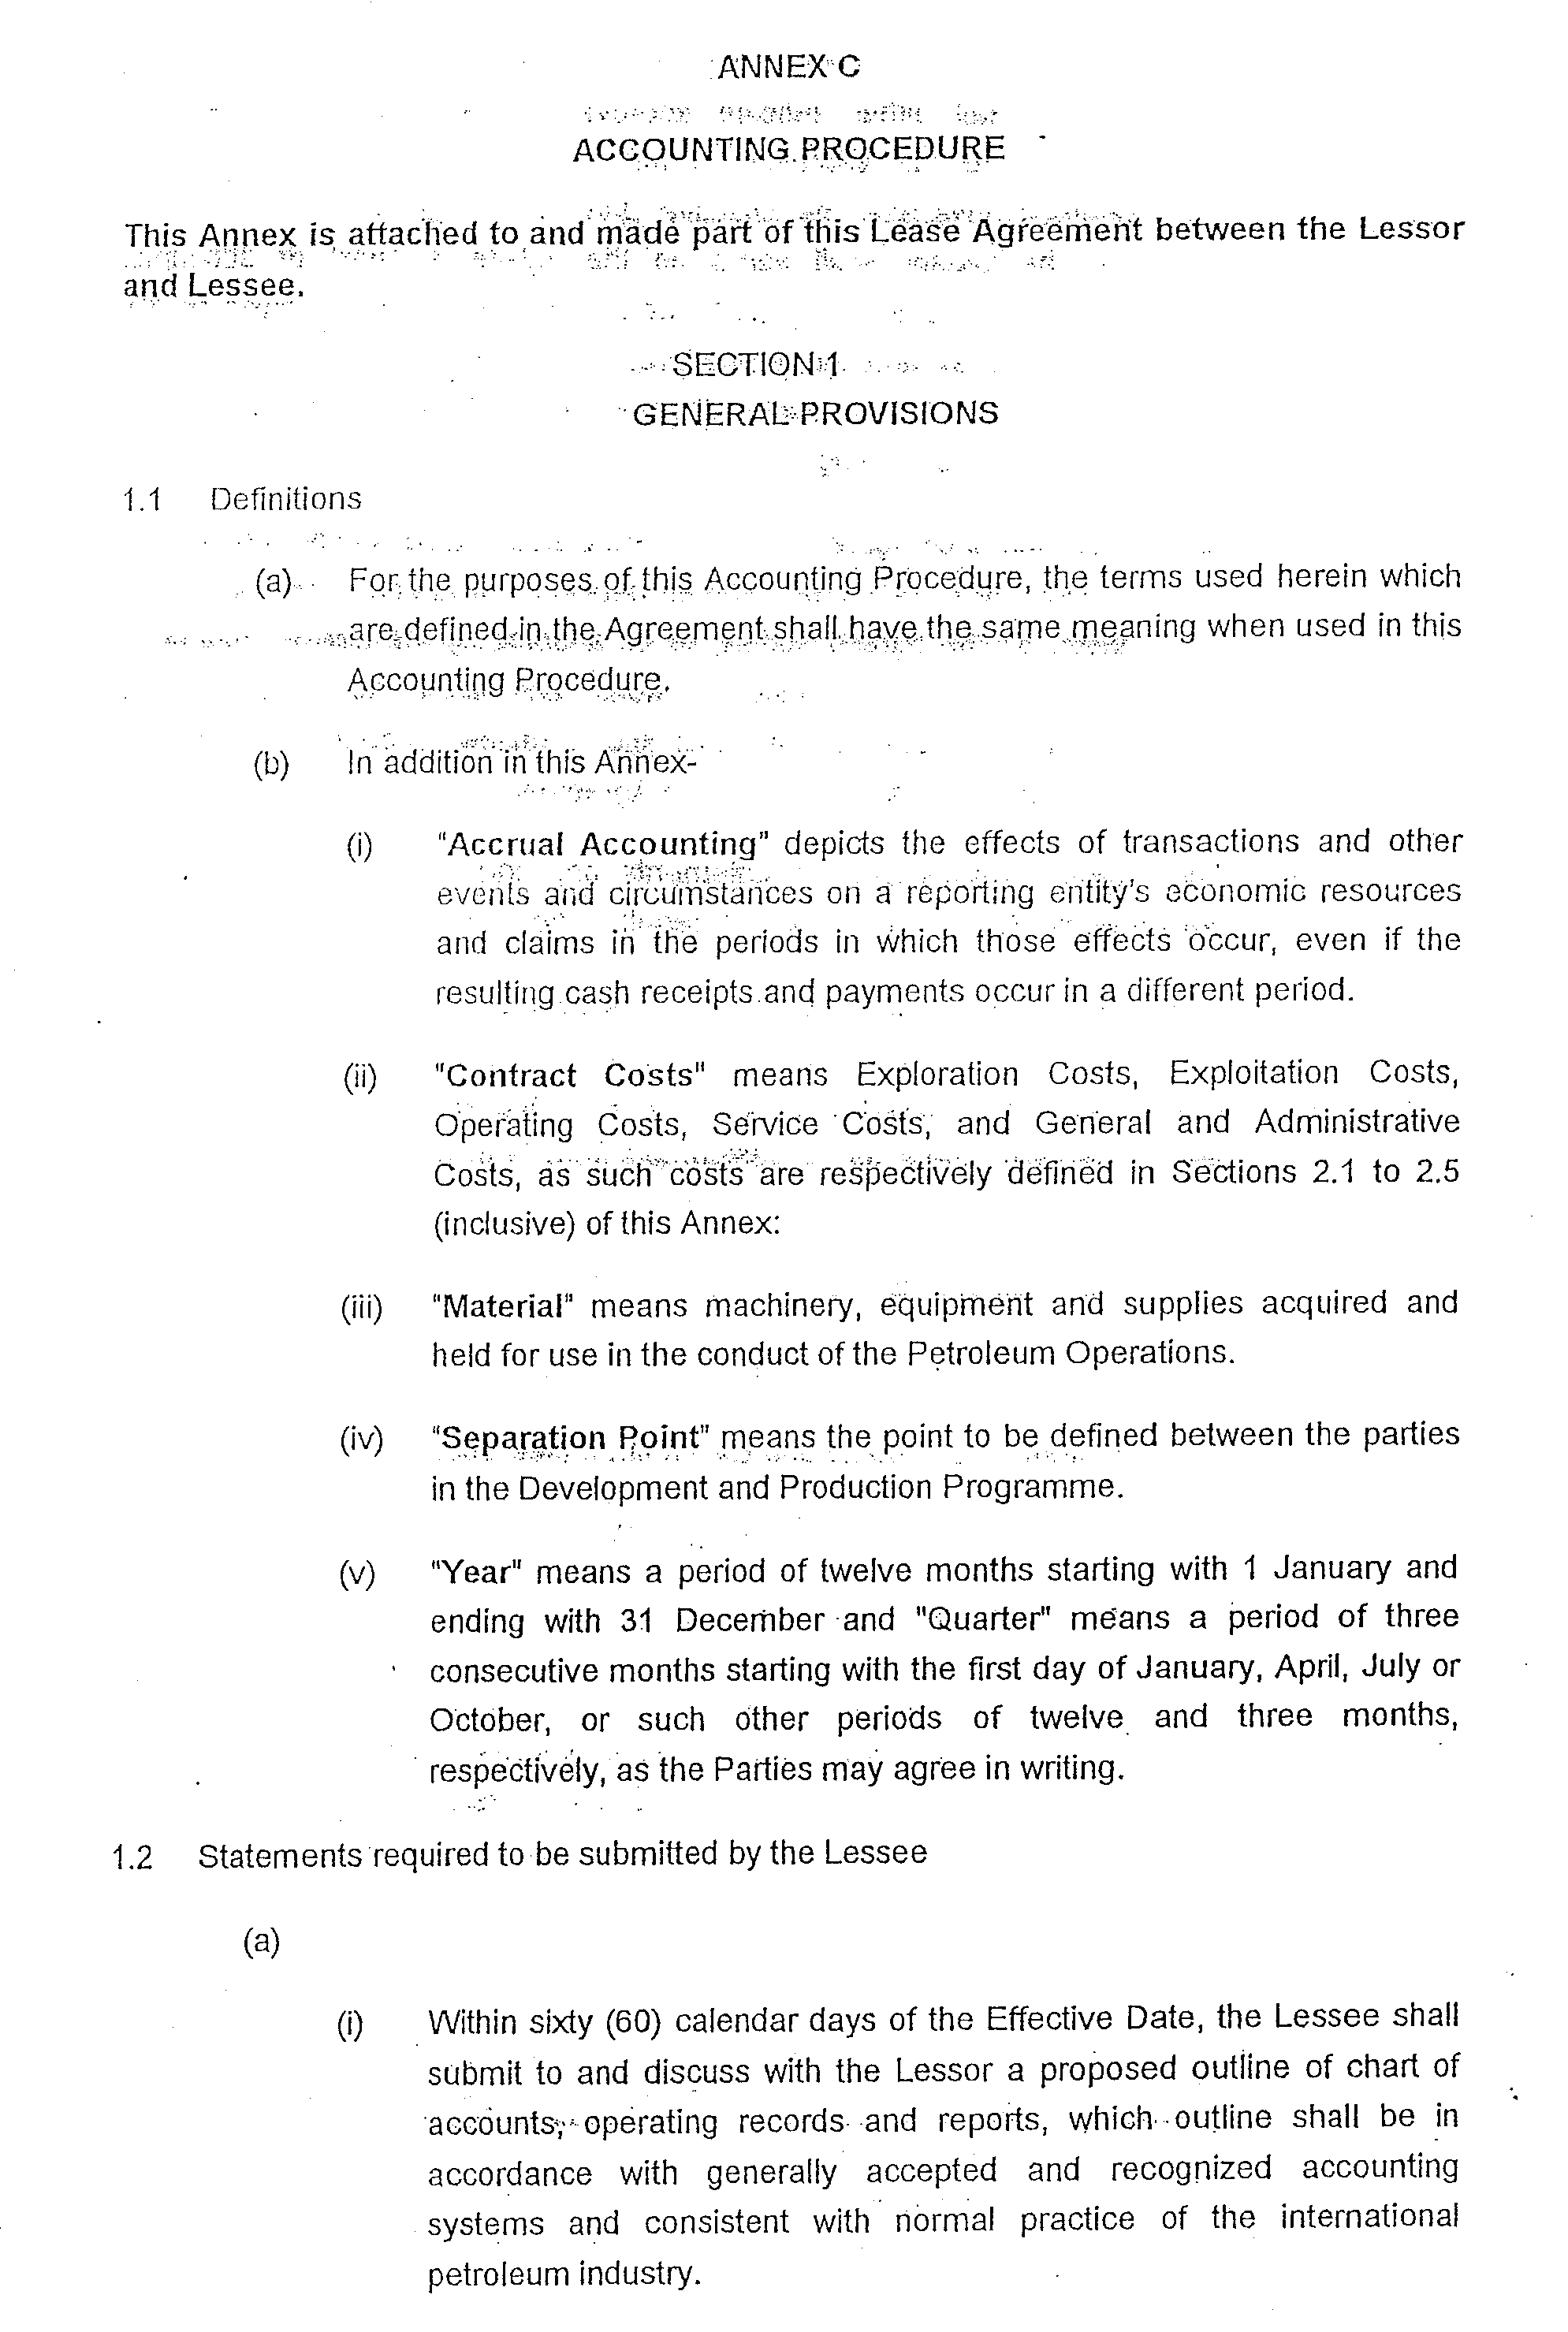 ANNEX C
ACCOUNTING PROCEDURE
This Annex is attached to and made part of this Lease Agreement between the Lessor
and Lessee.
SECTION 1
GENERAL PROVISIONS
1.1 Definitions
(a) For the purposes of this Accounting Procedure, the terms used herein which
are defined in the Agreement shall have the same meaning when used in this
Accounting Procedure.
(b) In addition in this Annex-
(i) "Accrual Accounting" depicts the effects of transactions and other
events and circumstances on a reporting entity's economic resources
and claims in the periods in which those effects occur, even if the
resulting cash receipts and payments occur in a different period.
(ii) "Contract Costs" means Exploration Costs, Exploitation Costs,
Operating Costs, Service Costs, and General and Administrative
Costs, as such costs are respectively defined in Sections 2.1 to 2.5
(inclusive) of this Annex:
(iii) "Material" means machinery, equipment and supplies acquired and
held for use in the conduct of the Petroleum Operations.
(iv) "Separation Point" means the point to be defined between the parties
in the Development and Production Programme.
(v) "Year" means a period of twelve months starting with 1 January and
ending with 31 December and "Quarter" means a period of three
consecutive months starting with the first day of January, April, July or
October, or such other periods of twelve and three months,
respectively, as the Parties may agree in writing.
1.2 Statements required to be submitted by the Lessee
(a)
(i) Within sixty (60) calendar days of the Effective Date, the Lessee shall
submit to and discuss with the Lessor a proposed outline of chart of
accounts, operating records and reports, which outline shall be in
accordance with generally accepted and recognized accounting
systems and consistent with normal practice of the international
petroleum industry.